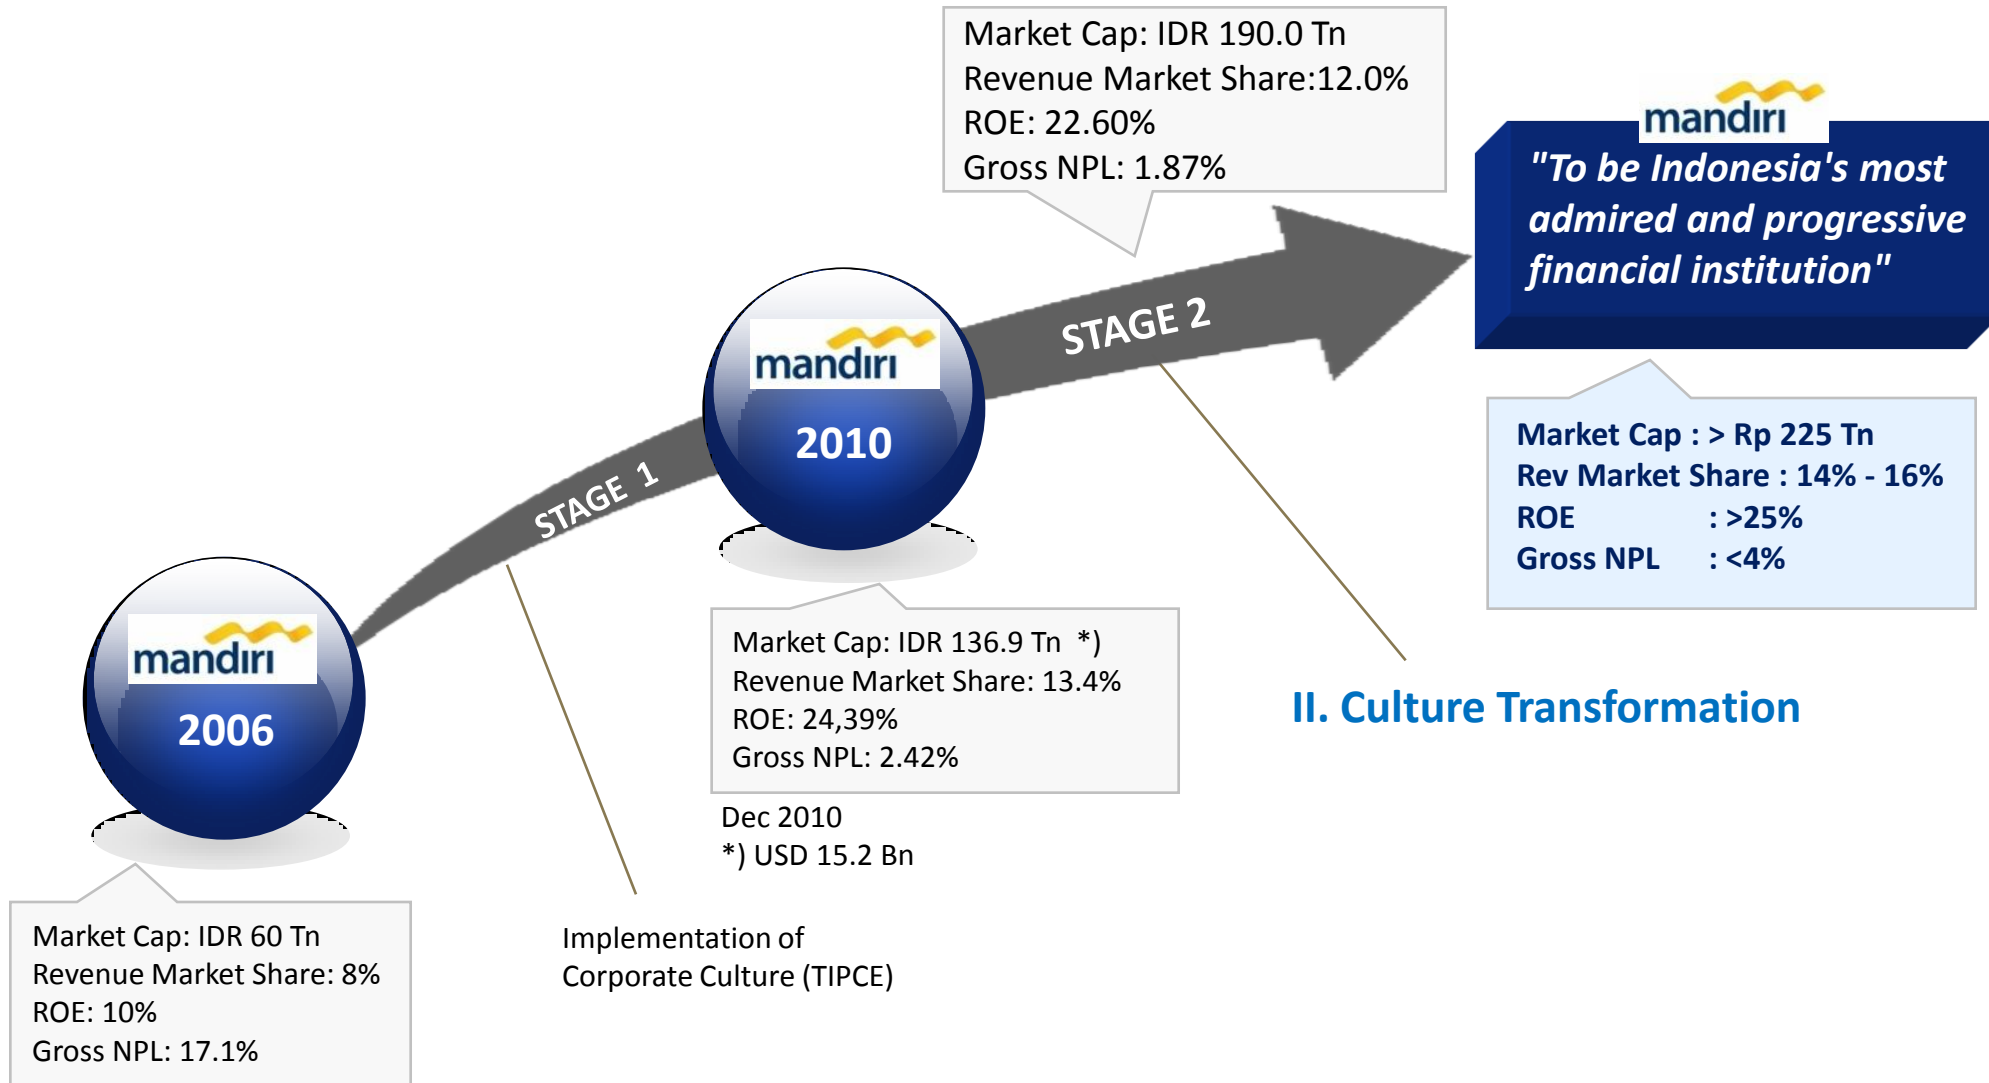 Market Cap: IDR 190.0 Tn
Revenue Market Share:12.0%
ROE: 22.60%
Gross NPL: 1.87%
mandiri
"To be Indonesia's most
admired and progressive
financial institution"
STAGE 2
mandiri
2010
Market Cap : > Rp 225 Tn
Rev Market Share : 14% - 16%
ROE : >25%
Gross NPL : <4%
STAGE 1
mandiri
2006
Market Cap: IDR 136.9 Tn *)
Revenue Market Share: 13.4%
ROE: 24,39%
Gross NPL: 2.42%
Dec 2010
*) USD 15.2 Bn
II. Culture Transformation
Implementation of
Corporate Culture (TIPCE)
Market Cap: IDR 60 Tn
Revenue Market Share: 8%
ROE: 10%
Gross NPL: 17.1%